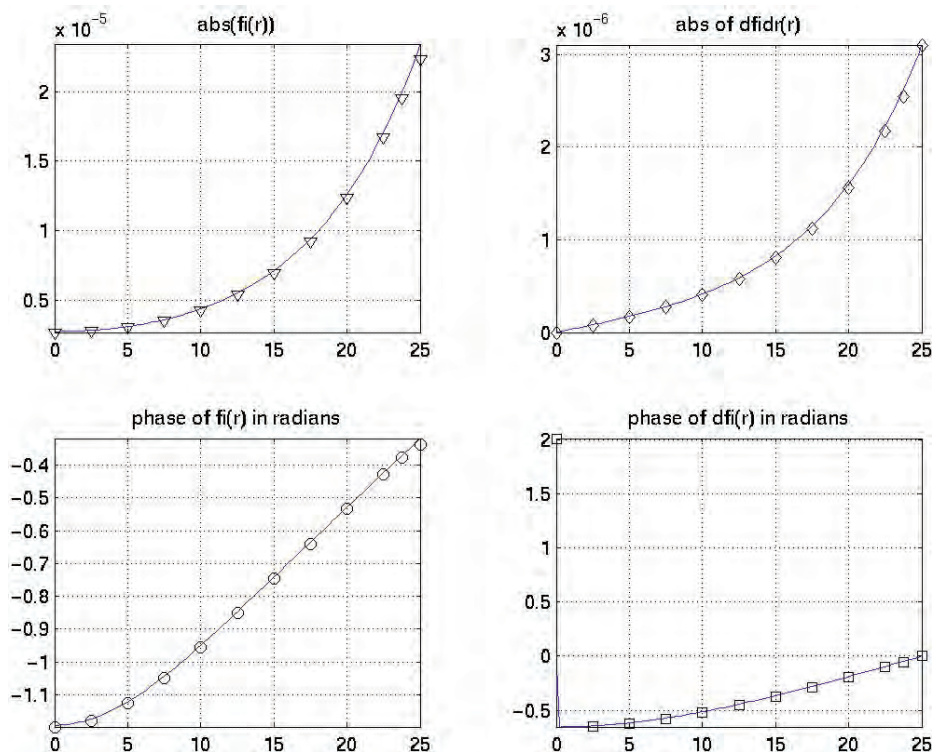 x 10⁻⁵
abs(fi(r))
2
1.5
1
0.5
0 5 10 15 20 25
x 10⁻⁶
abs of dfidr(r)
3
2
1
0
0 5 10 15 20 25
phase of fi(r) in radians
-0.4
-0.5
-0.6
-0.7
-0.8
-0.9
-1
-1.1
0 5 10 15 20 25
phase of dfi(r) in radians
2
1.5
1
0.5
0
-0.5
0 5 10 15 20 25